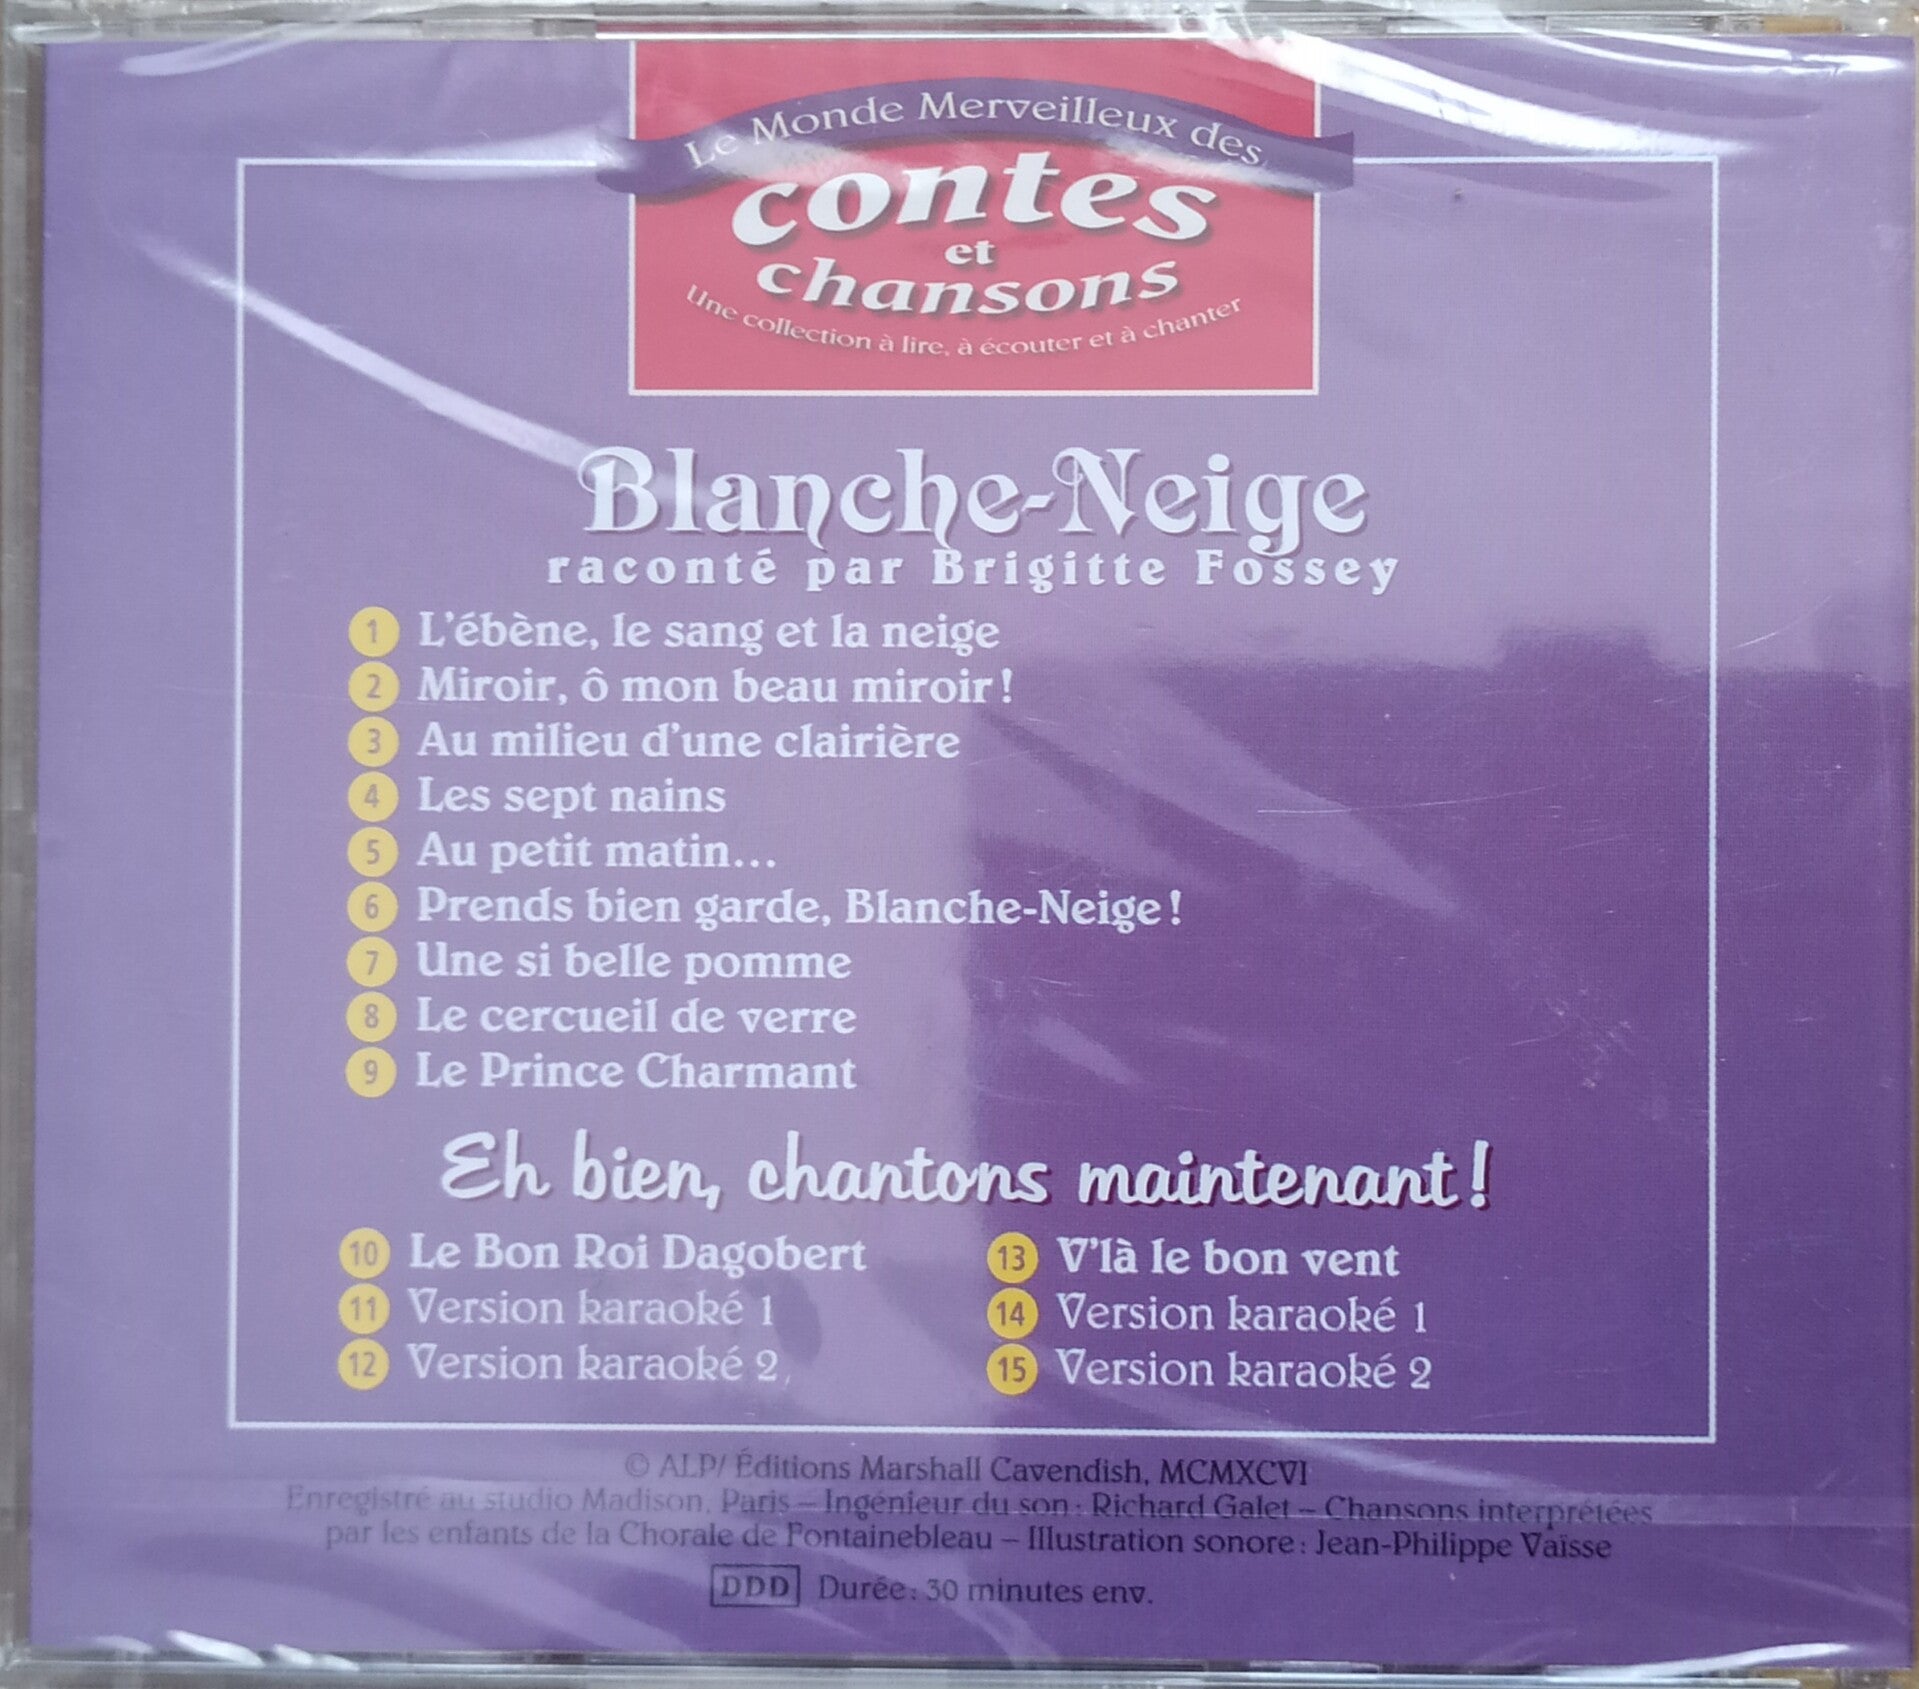 Le Monde Merveilleux des
contes
et
chansons
Une collection à lire, à écouter et à chanter
Blanche-Neige
raconté par Brigitte Fossey
1 L'ébène, le sang et la neige
2 Miroir, ô mon beau miroir !
3 Au milieu d'une clairière
4 Les sept nains
5 Au petit matin...
6 Prends bien garde, Blanche-Neige !
7 Une si belle pomme
8 Le cercueil de verre
9 Le Prince Charmant
Eh bien, chantons maintenant !
10 Le Bon Roi Dagobert
11 Version karaoké 1
12 Version karaoké 2
13 V'là le bon vent
14 Version karaoké 1
15 Version karaoké 2
© ALP/ Éditions Marshall Cavendish, MCMXCVI
Enregistré au studio Madison, Paris – Ingénieur du son : Richard Galet – Chansons interprétées
par les enfants de la Chorale de Fontainebleau – Illustration sonore : Jean-Philippe Vaïsse
DDD Durée : 30 minutes env.